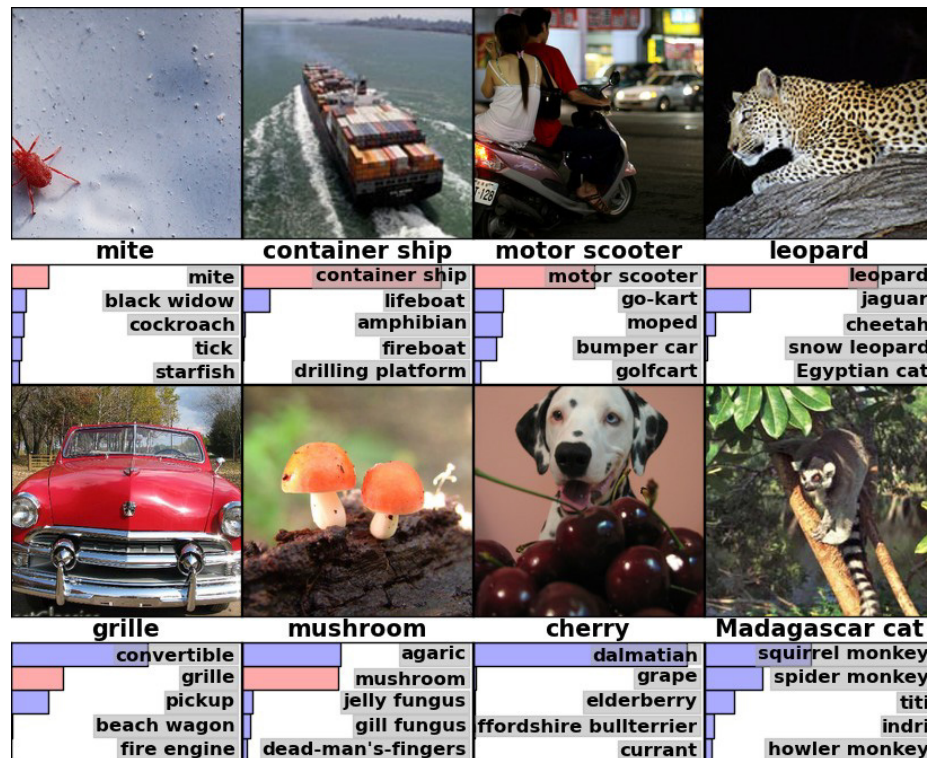 mite
container ship
motor scooter
leopard
mite
black widow
cockroach
tick
starfish
container ship
lifeboat
amphibian
fireboat
drilling platform
motor scooter
go-kart
moped
bumper car
golfcart
leopard
jaguar
cheetah
snow leopard
Egyptian cat
grille
mushroom
cherry
Madagascar cat
convertible
grille
pickup
beach wagon
fire engine
agaric
mushroom
jelly fungus
gill fungus
dead-man's-fingers
dalmatian
grape
elderberry
ffordshire bullterrier
currant
squirrel monkey
spider monkey
titi
indri
howler monkey